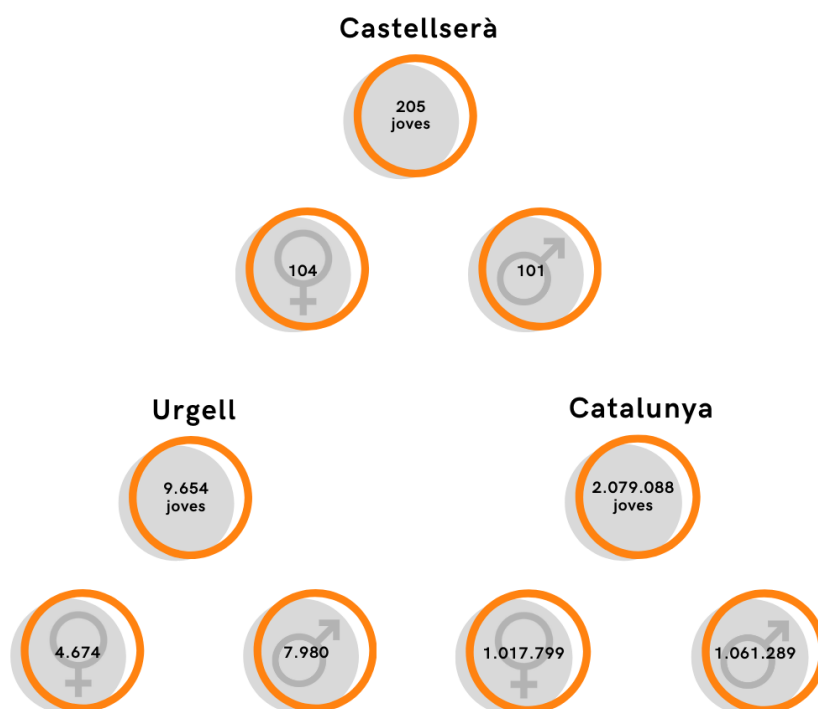 Castellserà
205
joves
104
101
Urgell
Catalunya
9.654
joves
2.079.088
joves
4.674
7.980
1.017.799
1.061.289